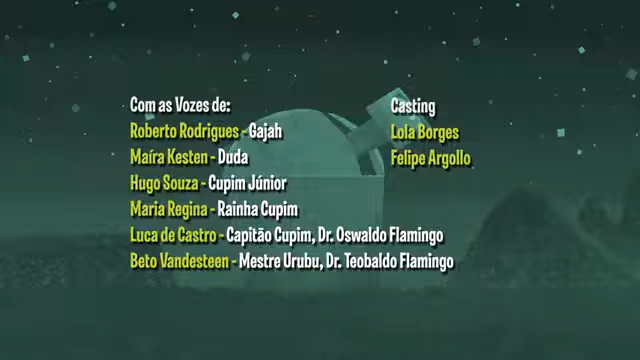 Com as Vozes de:
Roberto Rodrigues - Gajah
Maíra Kesten - Duda
Hugo Souza - Cupim Júnior
Maria Regina - Rainha Cupim
Luca de Castro - Capitão Cupim, Dr. Oswaldo Flamingo
Beto Vandesteen - Mestre Urubu, Dr. Teobaldo Flamingo
Casting
Lola Borges
Felipe Argollo